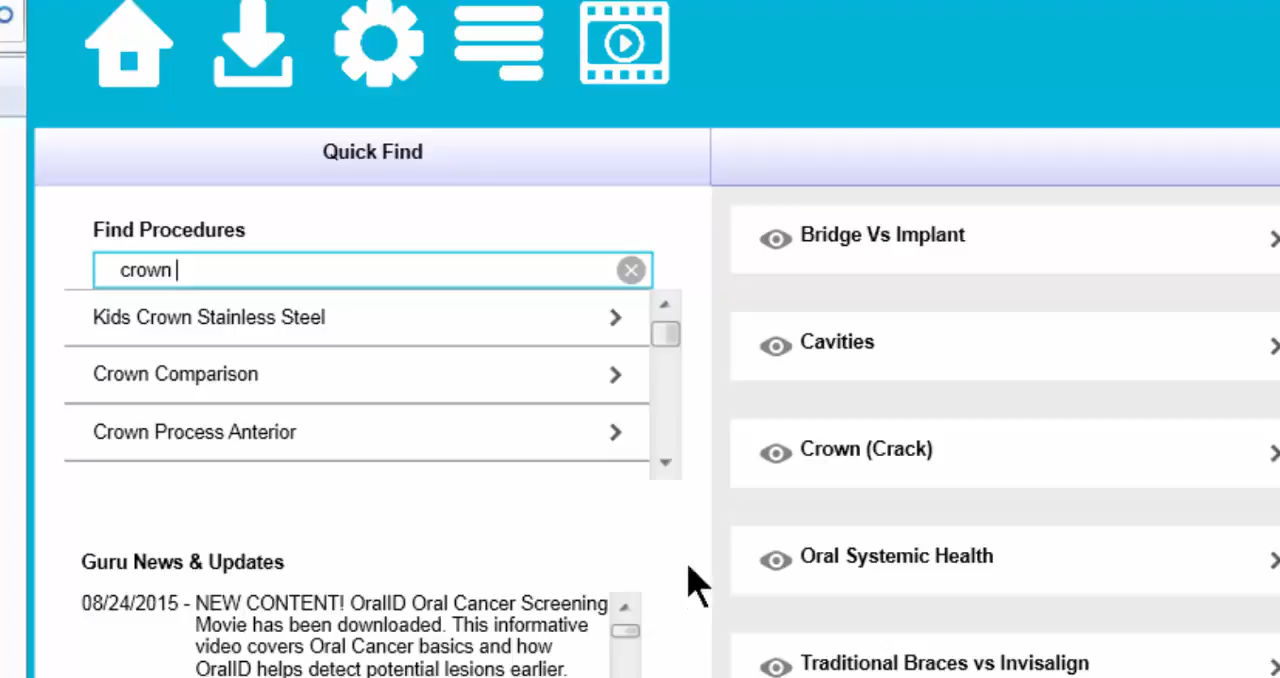 Quick Find
Find Procedures
crown
Kids Crown Stainless Steel
Crown Comparison
Crown Process Anterior
Guru News & Updates
08/24/2015 - NEW CONTENT! OralID Oral Cancer Screening
Movie has been downloaded. This informative
video covers Oral Cancer basics and how
OralID helps detect potential lesions earlier.
Bridge Vs Implant
Cavities
Crown (Crack)
Oral Systemic Health
Traditional Braces vs Invisalign